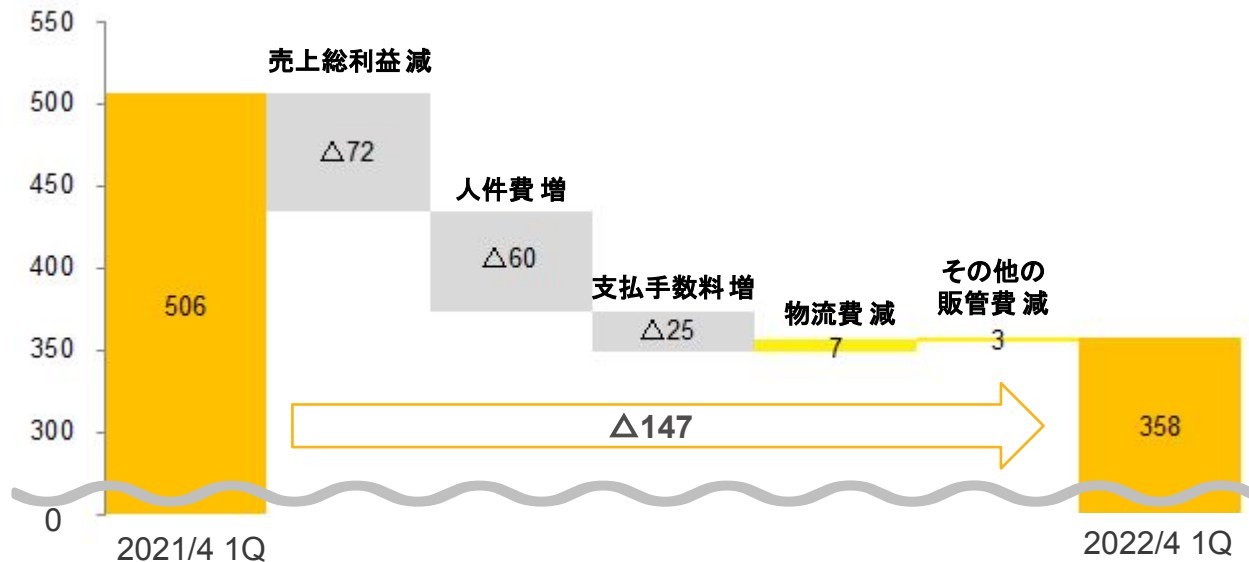 550
500
450
400
350
300
0
売上総利益 減
△72
人件費 増
△60
支払手数料 増
△25
物流費 減
7
その他の
販管費 減
3
506
358
△147
2021/4 1Q
2022/4 1Q